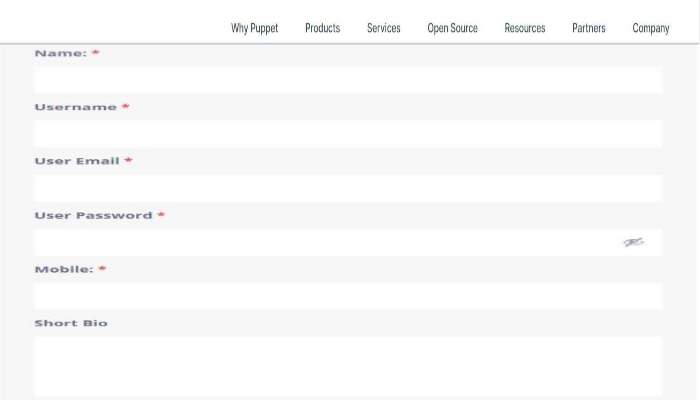 Why Puppet Products Services Open Source Resources Partners Company
Name: *
Username *
User Email *
User Password *
Mobile: *
Short Bio